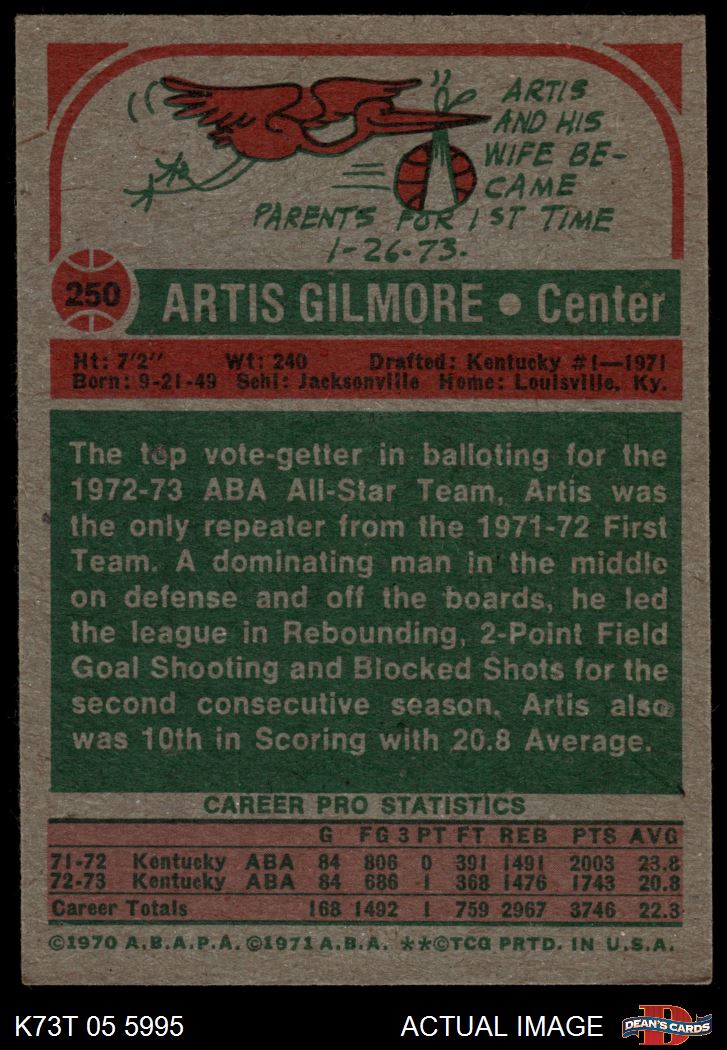 ARTIS
AND HIS
WIFE BE-
CAME
PARENTS FOR 1ST TIME
1-26-73.
250 ARTIS GILMORE • Center
Ht: 7'2" Wt: 240 Drafted: Kentucky #1—1971
Born: 9-21-49 Schl: Jacksonville Home: Louisville, Ky.
The top vote-getter in balloting for the
1972-73 ABA All-Star Team, Artis was
the only repeater from the 1971-72 First
Team. A dominating man in the middle
on defense and off the boards, he led
the league in Rebounding, 2-Point Field
Goal Shooting and Blocked Shots for the
second consecutive season. Artis also
was 10th in Scoring with 20.8 Average.
CAREER PRO STATISTICS
G FG 3 PT FT REB PTS AVG
71-72 Kentucky ABA 84 806 0 391 1491 2003 23.8
72-73 Kentucky ABA 84 686 1 368 1476 1743 20.8
Career Totals 168 1492 1 759 2967 3746 22.3
©1970 A.B.A.P.A. ©1971 A.B.A. **©TCG PRTD. IN U.S.A.
K73T 05 5995 ACTUAL IMAGE D DEAN'S CARDS